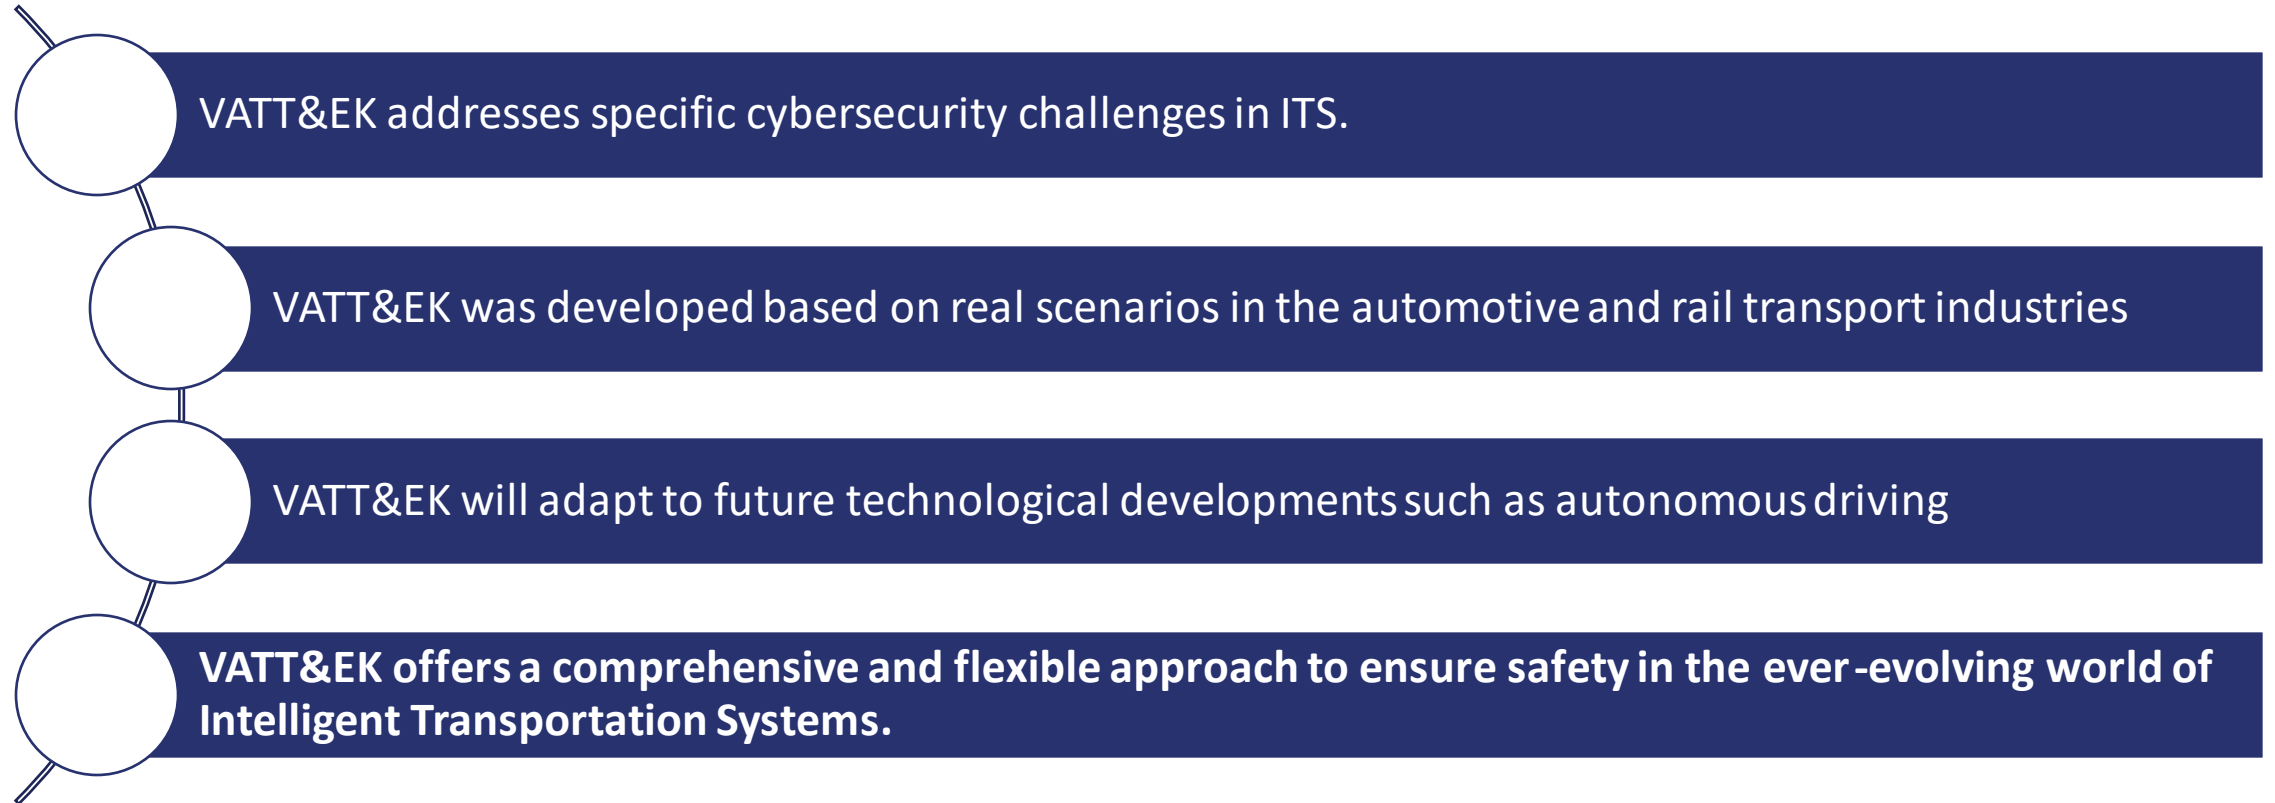 VATT&EK addresses specific cybersecurity challenges in ITS.
VATT&EK was developed based on real scenarios in the automotive and rail transport industries
VATT&EK will adapt to future technological developments such as autonomous driving
VATT&EK offers a comprehensive and flexible approach to ensure safety in the ever-evolving world of
Intelligent Transportation Systems.